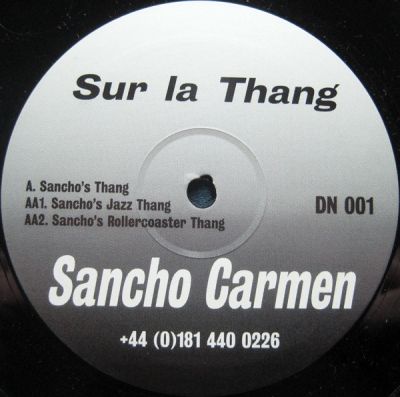 Sur la Thang
A. Sancho's Thang
AA1. Sancho's Jazz Thang
AA2. Sancho's Rollercoaster Thang
DN 001
Sancho Carmen
+44 (0)181 440 0226